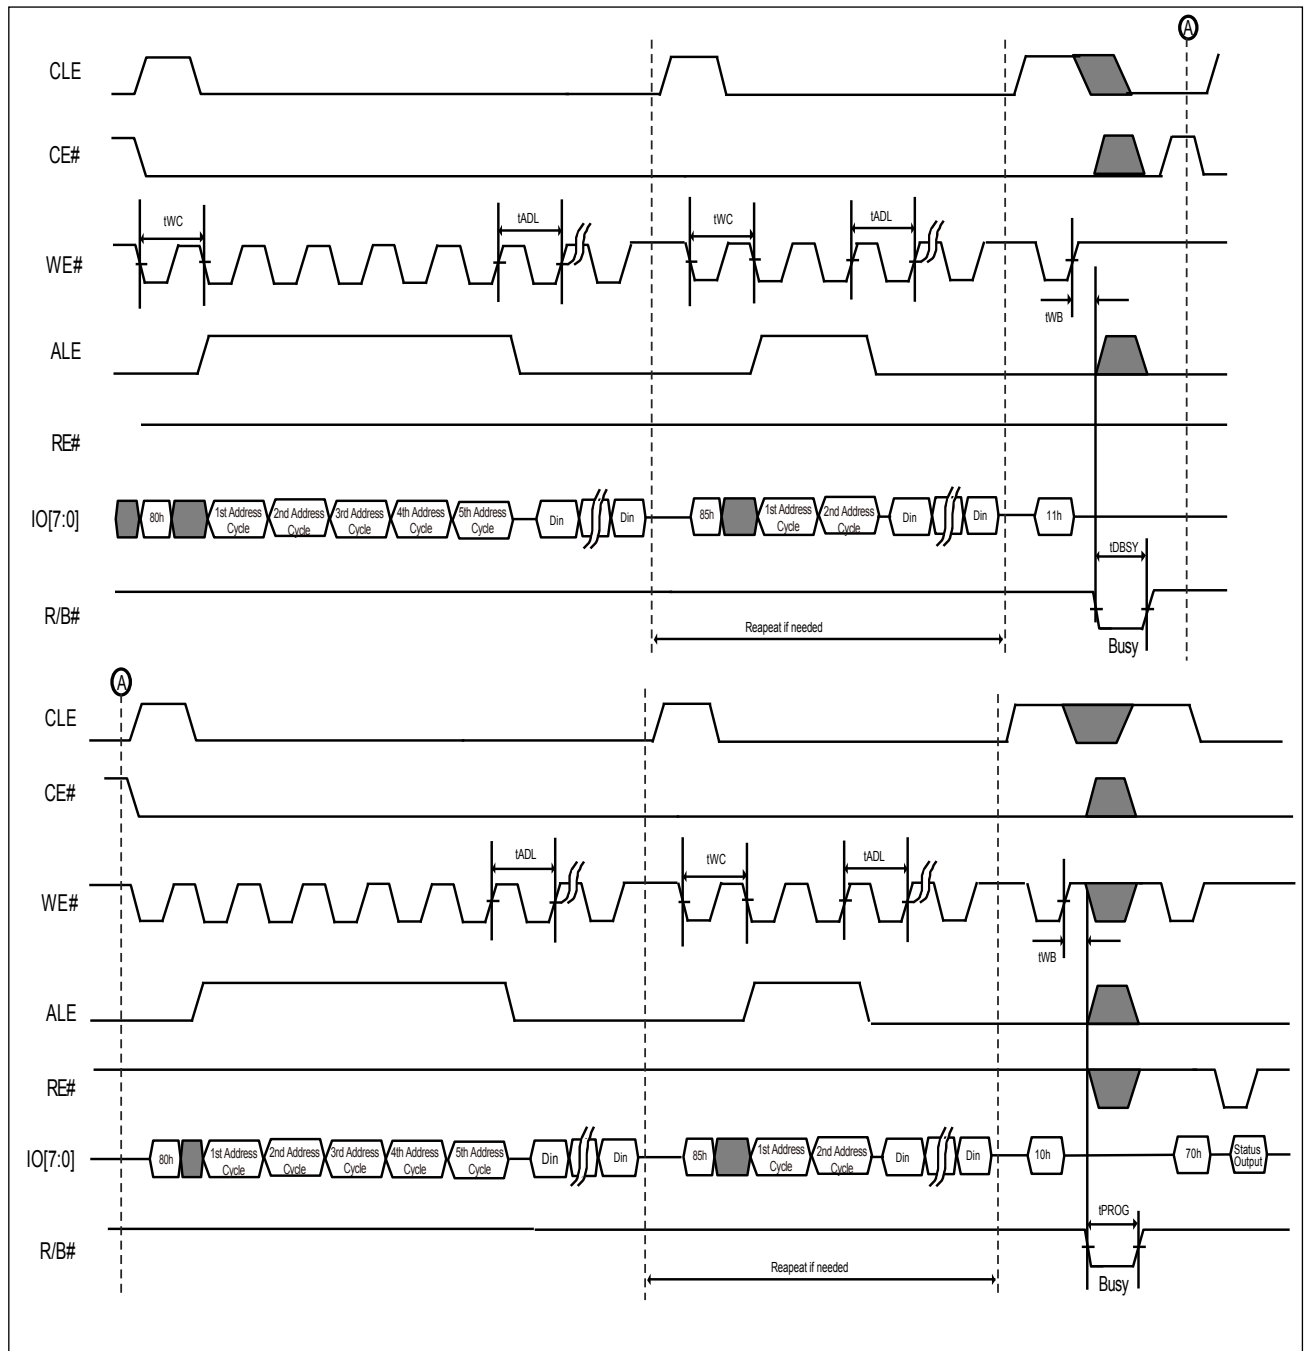 A
CLE
CE#
tWC
tADL
tWC
tADL
WE#
tWB
ALE
RE#
IO[7:0]
80h
1st Address Cycle
2nd Address Cycle
3rd Address Cycle
4th Address Cycle
5th Address Cycle
Din
Din
85h
1st Address Cycle
2nd Address Cycle
Din
Din
11h
tDBSY
R/B#
Reapeat if needed
Busy
A
CLE
CE#
tADL
tWC
tADL
WE#
tWB
ALE
RE#
IO[7:0]
80h
1st Address Cycle
2nd Address Cycle
3rd Address Cycle
4th Address Cycle
5th Address Cycle
Din
Din
85h
1st Address Cycle
2nd Address Cycle
Din
Din
10h
70h
Status Output
tPROG
R/B#
Reapeat if needed
Busy